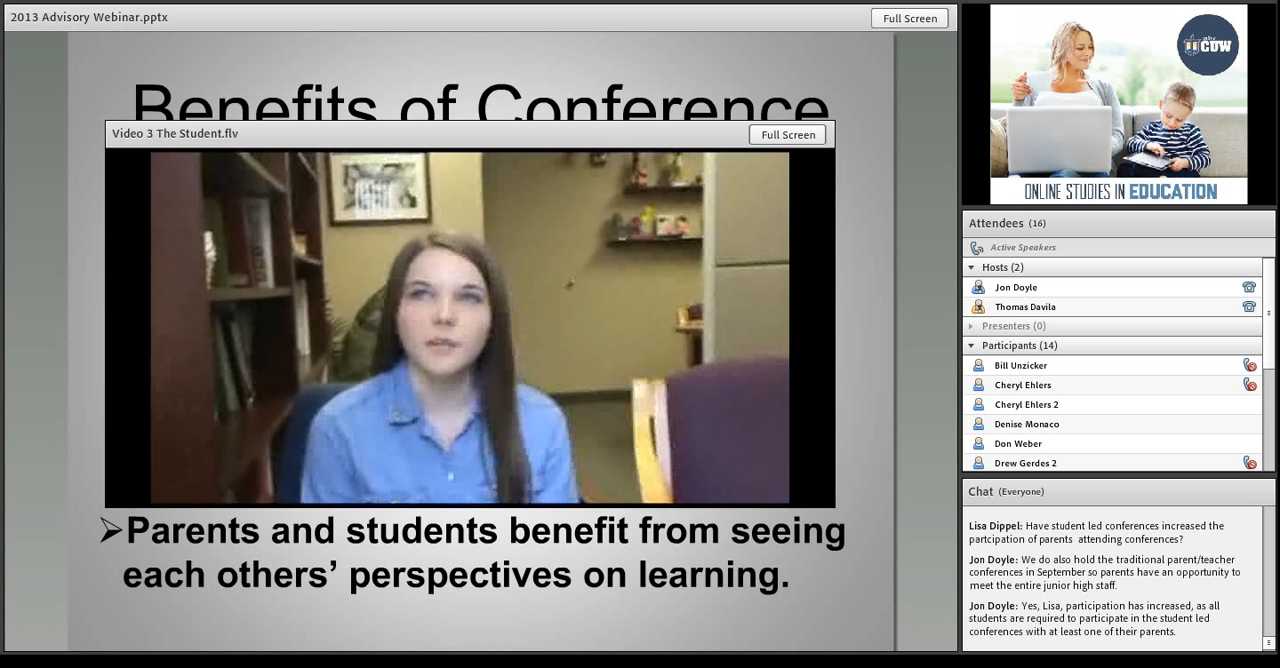 2013 Advisory Webinar.pptx
Full Screen
Benefits of Conference
Video 3 The Student.flv
Full Screen
➢Parents and students benefit from seeing
each others’ perspectives on learning.
CUW
ONLINE STUDIES IN EDUCATION
Attendees (16)
Active Speakers
Hosts (2)
Jon Doyle
Thomas Davila
Presenters (0)
Participants (14)
Bill Unzicker
Cheryl Ehlers
Cheryl Ehlers 2
Denise Monaco
Don Weber
Drew Gerdes 2
Chat (Everyone)
Lisa Dippel: Have student led conferences increased the
partcipation of parents attending conferences?
Jon Doyle: We do also hold the traditional parent/teacher
conferences in September so parents have an opportunity to
meet the entire junior high staff.
Jon Doyle: Yes, Lisa, participation has increased, as all
students are required to participate in the student led
conferences with at least one of their parents.